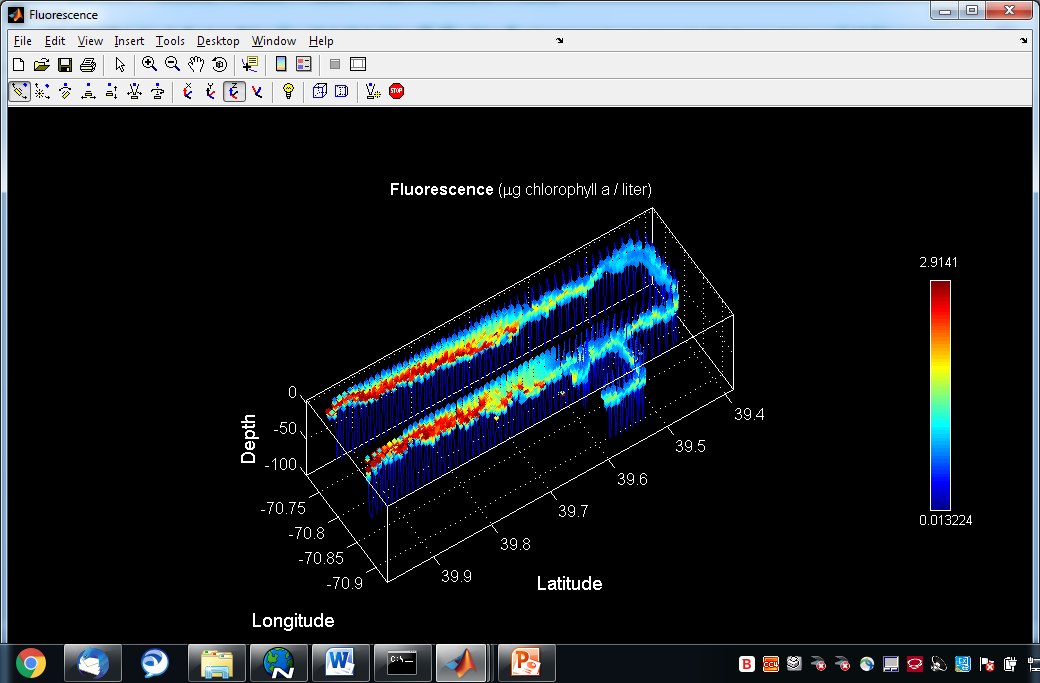 Fluorescence
File Edit View Insert Tools Desktop Window Help
STOP
Fluorescence (µg chlorophyll a / liter)
2.9141
0.013224
0
-50
-100
Depth
-70.75
-70.8
-70.85
-70.9
Longitude
39.9
39.8
39.7
39.6
39.5
39.4
Latitude
C:\